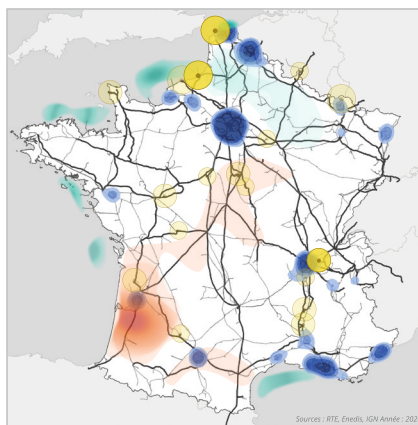 Sources : RTE, Enedis, IGN Année : 202